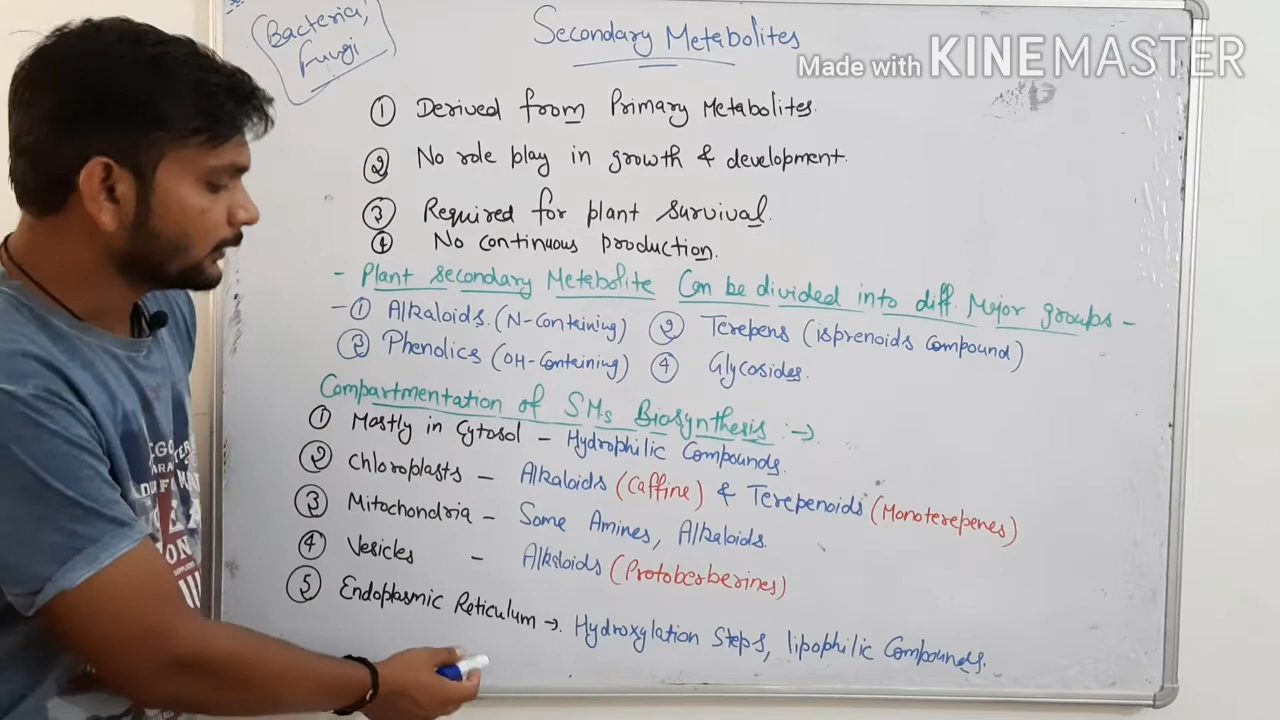 Bacteria,
Fungi
Secondary Metabolites
Made with KINEMASTER
① Derived from Primary Metabolites.
② No role play in growth & development.
③ Required for plant survival.
④ No continuous production.
- Plant secondary Metabolite Can be divided into diff. Major groups -
- ① Alkaloids. (N-Containing) ② Terepens (isprenoids Compound)
③ Phenolics (OH-Containing) ④ Glycosides.
Compartmentation of SMs Biosynthesis :→.
① Mostly in Cytosol - Hydrophilic Compounds.
② Chloroplasts - Alkaloids (Caffine) & Terepenoids (Monoterepenes)
③ Mitochondria - Some Amines, Alkaloids.
④ Vesicles - Alkaloids (Protoberberines)
⑤ Endoplasmic Reticulum →. Hydroxylation Steps, lipophilic Compounds.